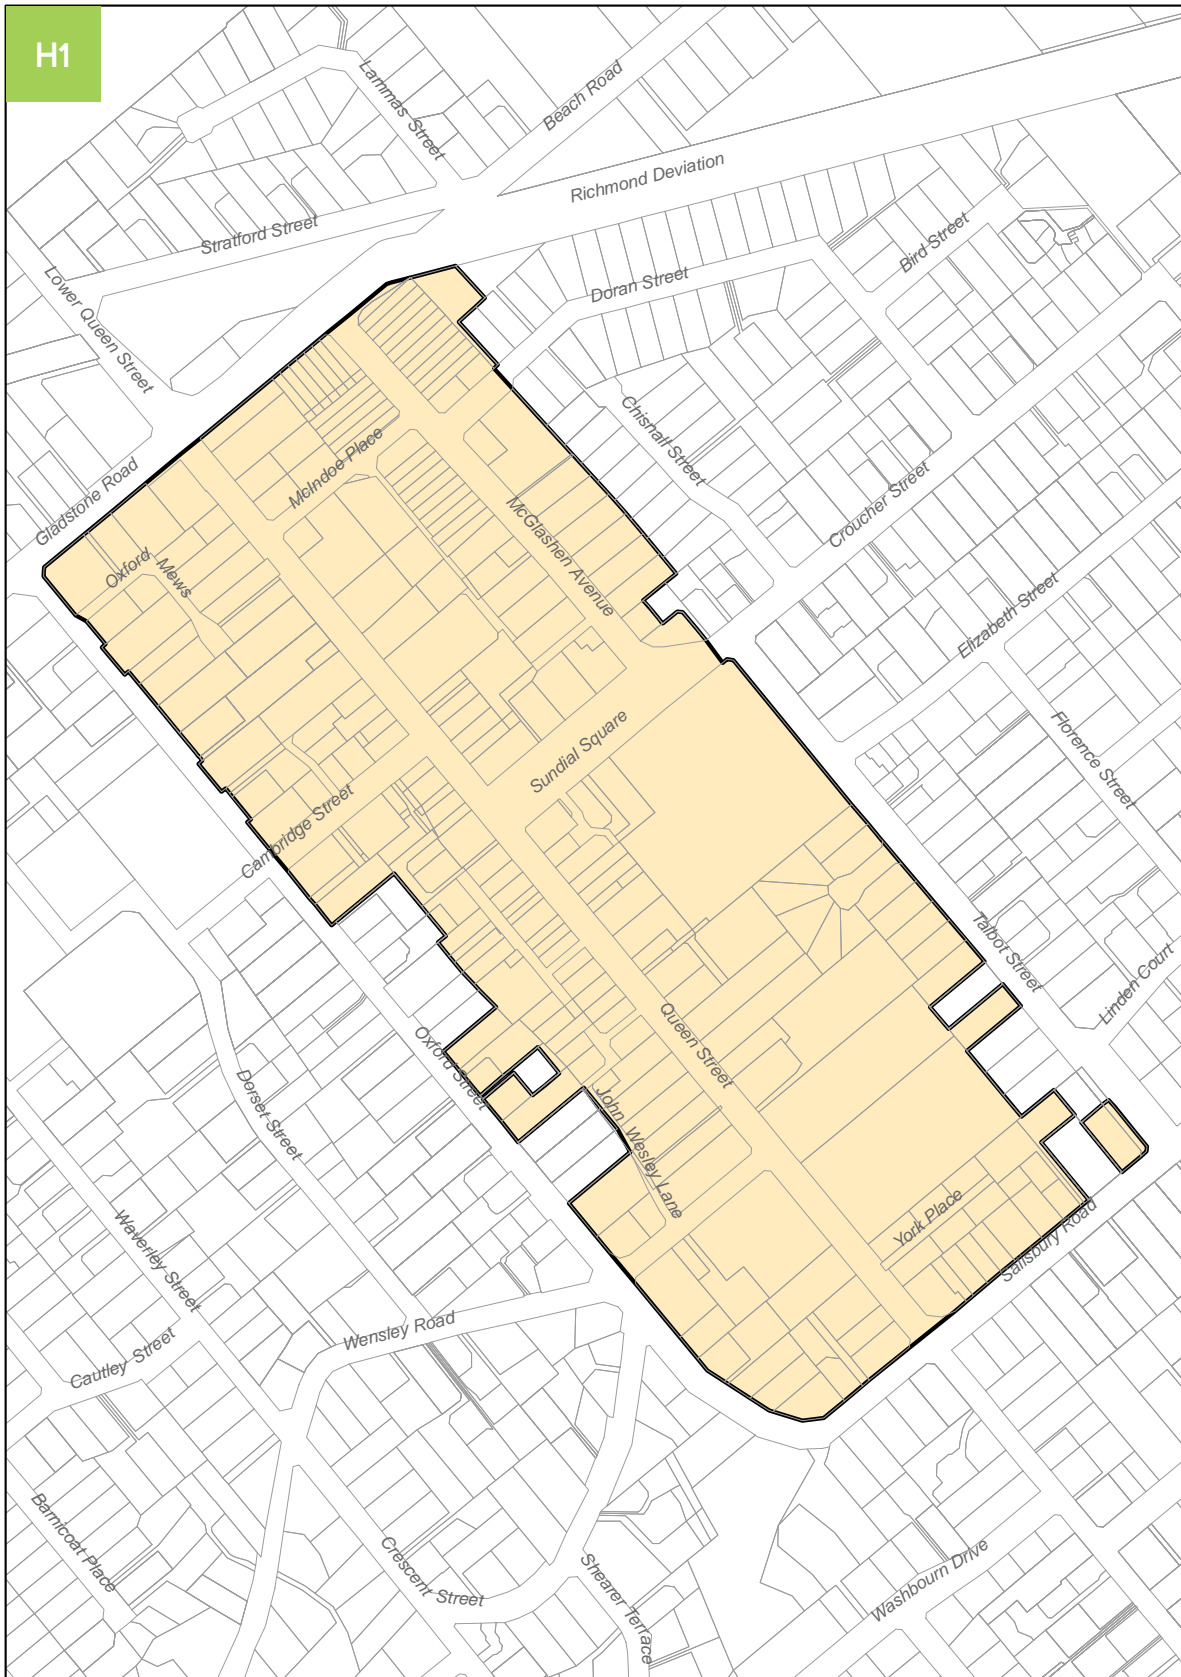 H1
Lammas Street
Beach Road
Richmond Deviation
Stratford Street
Bird Street
Lower Queen Street
Doran Street
Chisnall Street
McIndoe Place
Gladstone Road
Croucher Street
McGlashen Avenue
Oxford Mews
Elizabeth Street
Florence Street
Sundial Square
Cambridge Street
Talbot Street
Linden Court
Queen Street
Oxford Street
Dorset Street
John Wesley Lane
York Place
Salisbury Road
Waverley Street
Wensley Road
Cautley Street
Barnicoat Place
Crescent Street
Shearer Terrace
Washbourn Drive